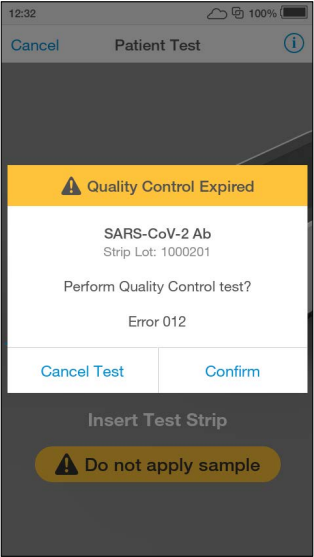 12:32 100%
Cancel Patient Test i
Quality Control Expired
SARS-CoV-2 Ab
Strip Lot: 1000201
Perform Quality Control test?
Error 012
Cancel Test Confirm
Insert Test Strip
Do not apply sample